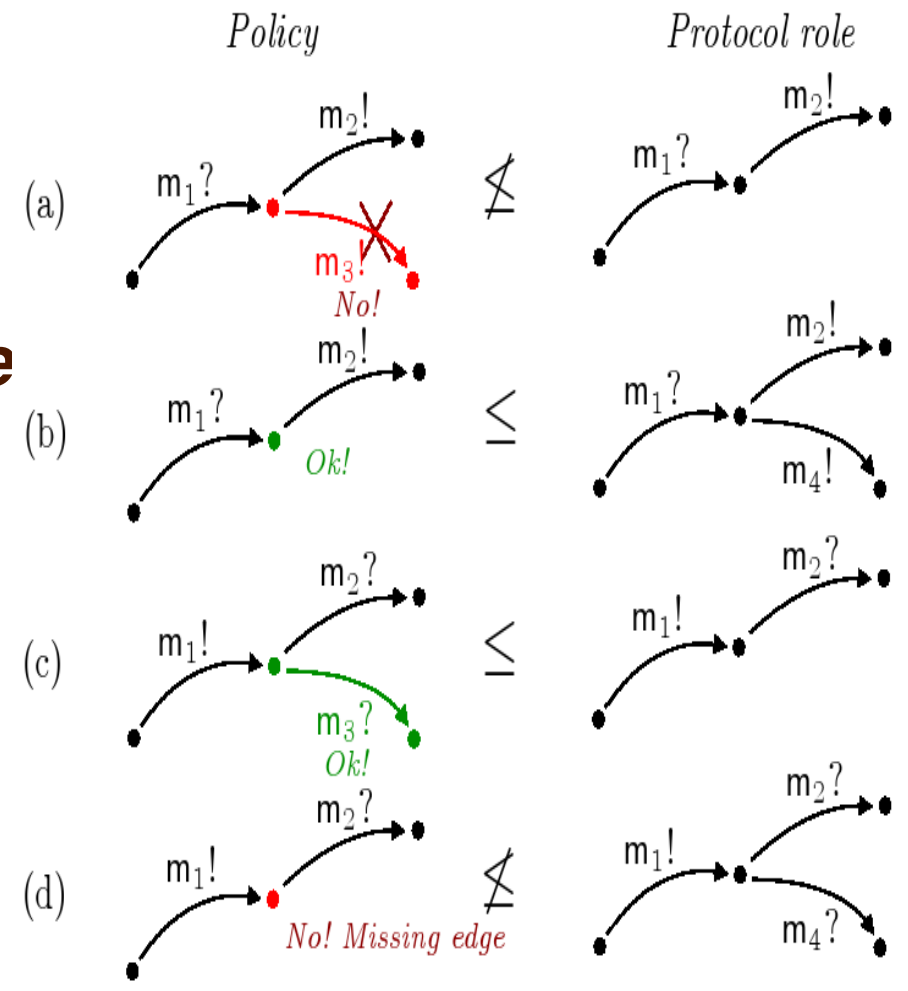 Policy Protocol role
m₂! m₂!
m₁? m₁?
(a) ≰
m₃!
No!
m₂! m₂!
e
m₁? m₁?
(b) ≤
Ok! m₄!
m₂? m₂?
m₁! m₁!
(c) ≤
m₃?
Ok!
m₂? m₂?
m₁! m₁!
(d) ≰
No! Missing edge m₄?